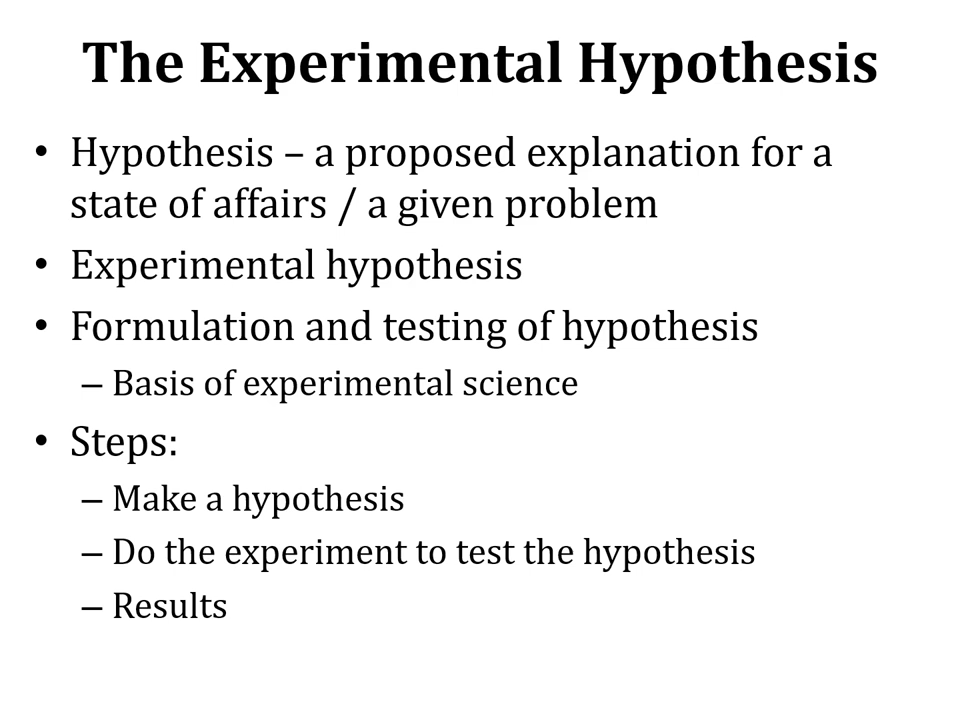 The Experimental Hypothesis
• Hypothesis – a proposed explanation for a
state of affairs / a given problem
• Experimental hypothesis
• Formulation and testing of hypothesis
– Basis of experimental science
• Steps:
– Make a hypothesis
– Do the experiment to test the hypothesis
– Results